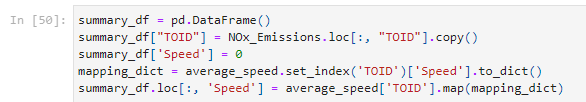 In [50]: summary_df = pd.DataFrame()
summary_df["TOID"] = NOx_Emissions.loc[:, "TOID"].copy()
summary_df['Speed'] = 0
mapping_dict = average_speed.set_index('TOID')['Speed'].to_dict()
summary_df.loc[:, 'Speed'] = average_speed['TOID'].map(mapping_dict)